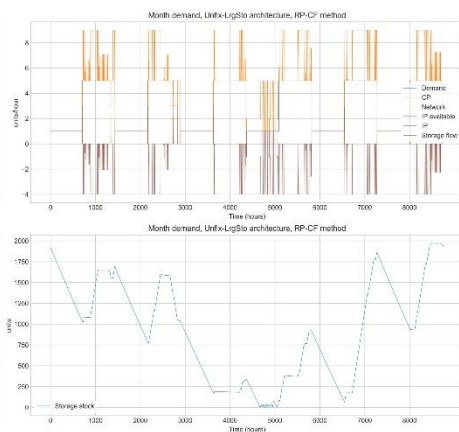 Month demand, Unfix-LrgSto architecture, RP-CF method
units/hour
8
6
4
2
0
−2
−4
Demand
CP
Network
IP available
IP
Storage flow
0 1000 2000 3000 4000 5000 6000 7000 8000
Time (hours)
Month demand, Unfix-LrgSto architecture, RP-CF method
units
2000
1750
1500
1250
1000
750
500
250
0
Storage stock
0 1000 2000 3000 4000 5000 6000 7000 8000
Time (hours)